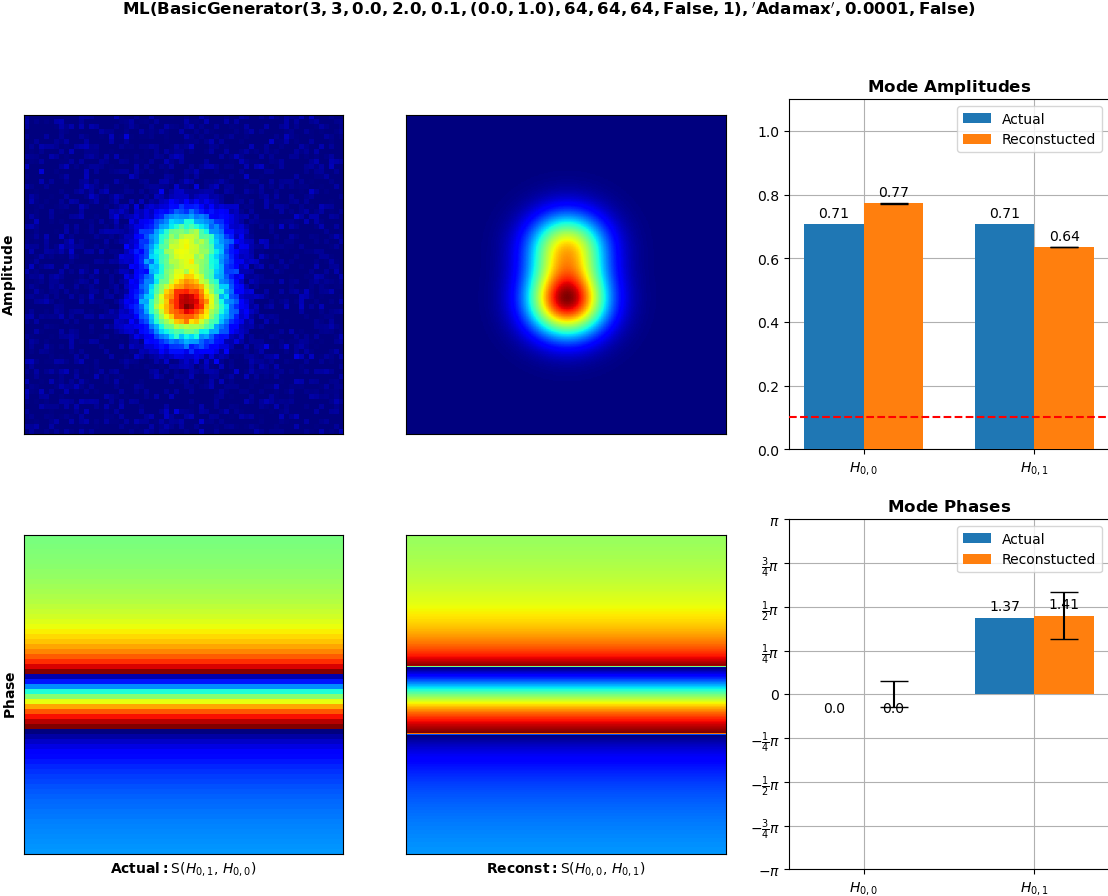 ML(BasicGenerator(3, 3, 0.0, 2.0, 0.1, (0.0, 1.0), 64, 64, 64, False, 1), ′Adamax′, 0.0001, False)
Amplitude
Mode Amplitudes
Actual
Reconstucted
1.0
0.8
0.6
0.4
0.2
0.0
0.71
0.77
0.71
0.64
H0,0
H0,1
Phase
Actual: S(H0,1, H0,0)
Reconst: S(H0,0, H0,1)
Mode Phases
Actual
Reconstucted
π
3/4π
1/2π
1/4π
0
−1/4π
−1/2π
−3/4π
−π
0.0
0.0
1.37
1.41
H0,0
H0,1